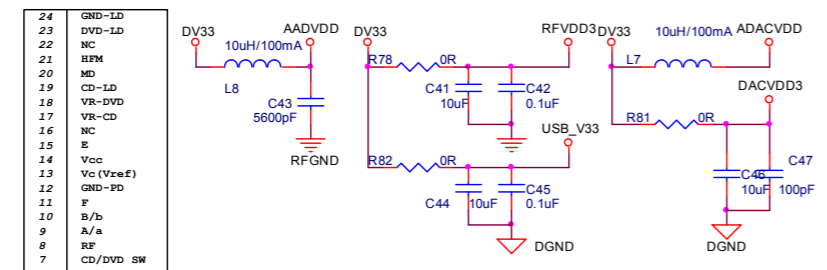 24 GND-LD
23 DVD-LD
22 NC
21 HFM
20 MD
19 CD-LD
18 VR-DVD
17 VR-CD
16 NC
15 E
14 Vcc
13 Vc(Vref)
12 GND-PD
11 F
10 B/b
9 A/a
8 RF
7 CD/DVD SW
DV33
AADVDD
10uH/100mA
L8
C43
5600pF
RFGND
DV33
RFVDD3
R78
0R
C41
10uF
C42
0.1uF
USB_V33
R82
0R
C44
10uF
C45
0.1uF
DGND
DV33
10uH/100mA
ADACVDD
L7
DACVDD3
R81
0R
C46
10uF
C47
100pF
DGND